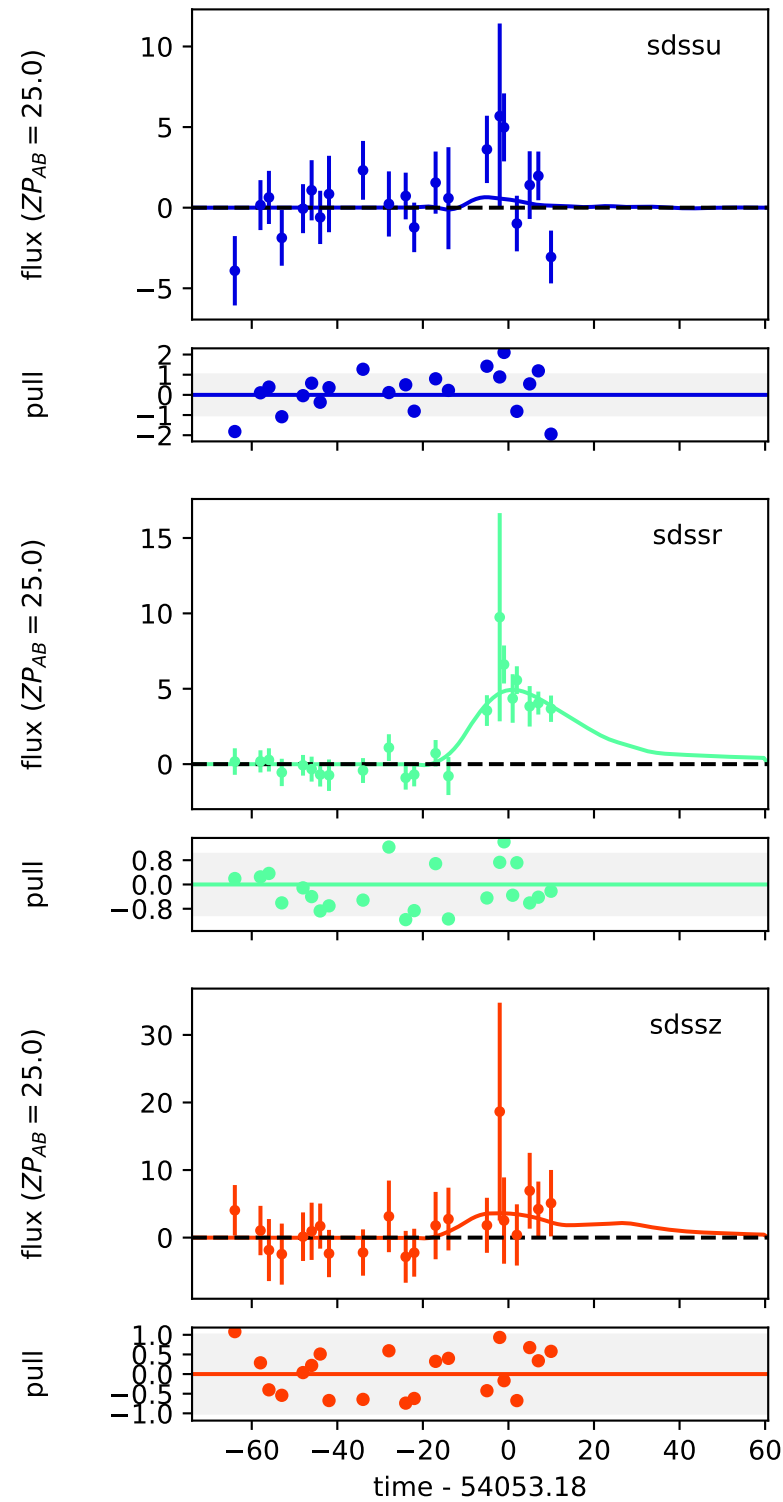 sdssu
flux (ZP_AB = 25.0)
10
5
0
−5
pull
2
1
0
−1
−2
sdssr
flux (ZP_AB = 25.0)
15
10
5
0
pull
0.8
0.0
−0.8
sdssz
flux (ZP_AB = 25.0)
30
20
10
0
pull
1.0
0.5
0.0
−0.5
−1.0
−60 −40 −20 0 20 40 60
time - 54053.18